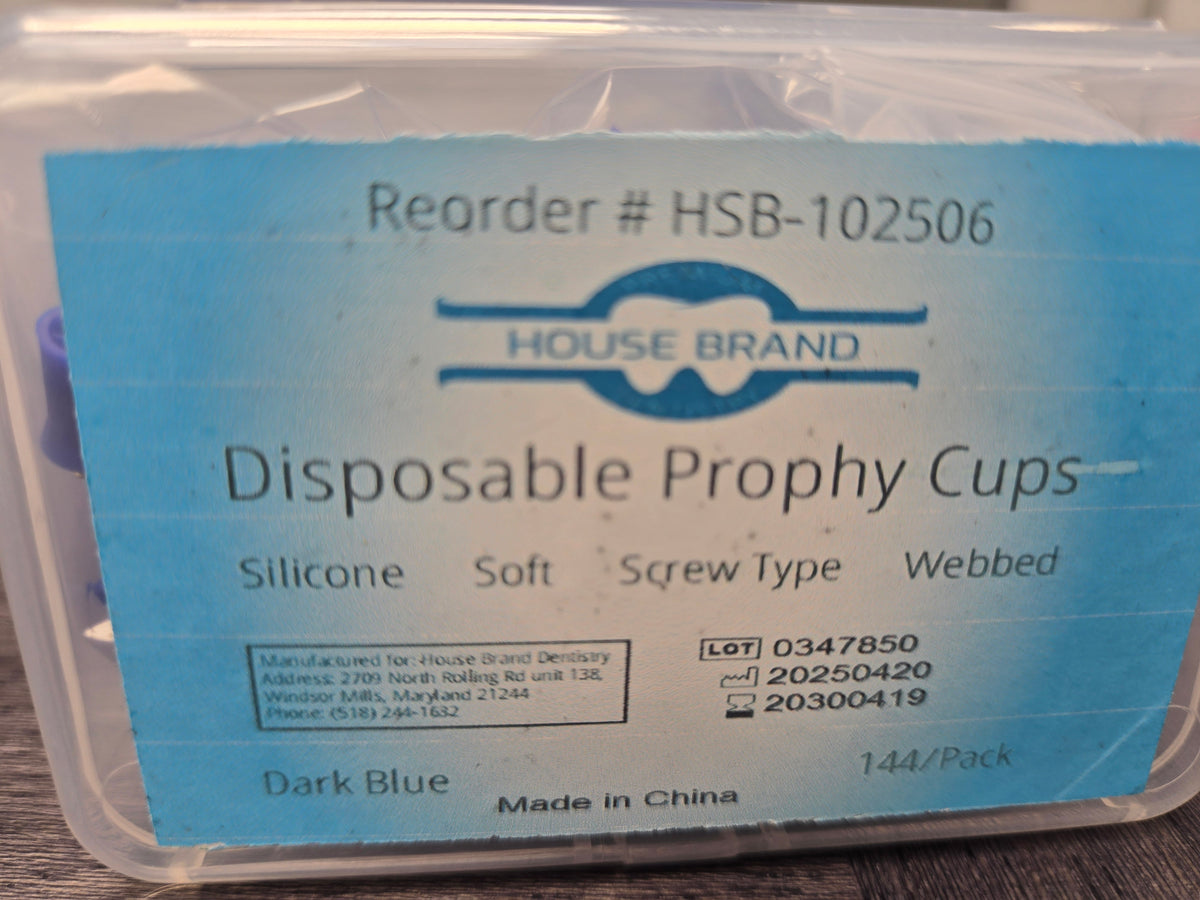 Reorder # HSB-102506
HOUSE BRAND
Disposable Prophy Cups
Silicone Soft Screw Type Webbed
Manufactured for: House Brand Dentistry
Address: 2709 North Rolling Rd unit 138,
Windsor Mills, Maryland 21244
Phone: (518) 244-1632
LOT 0347850
20250420
20300419
Dark Blue
144/Pack
Made in China